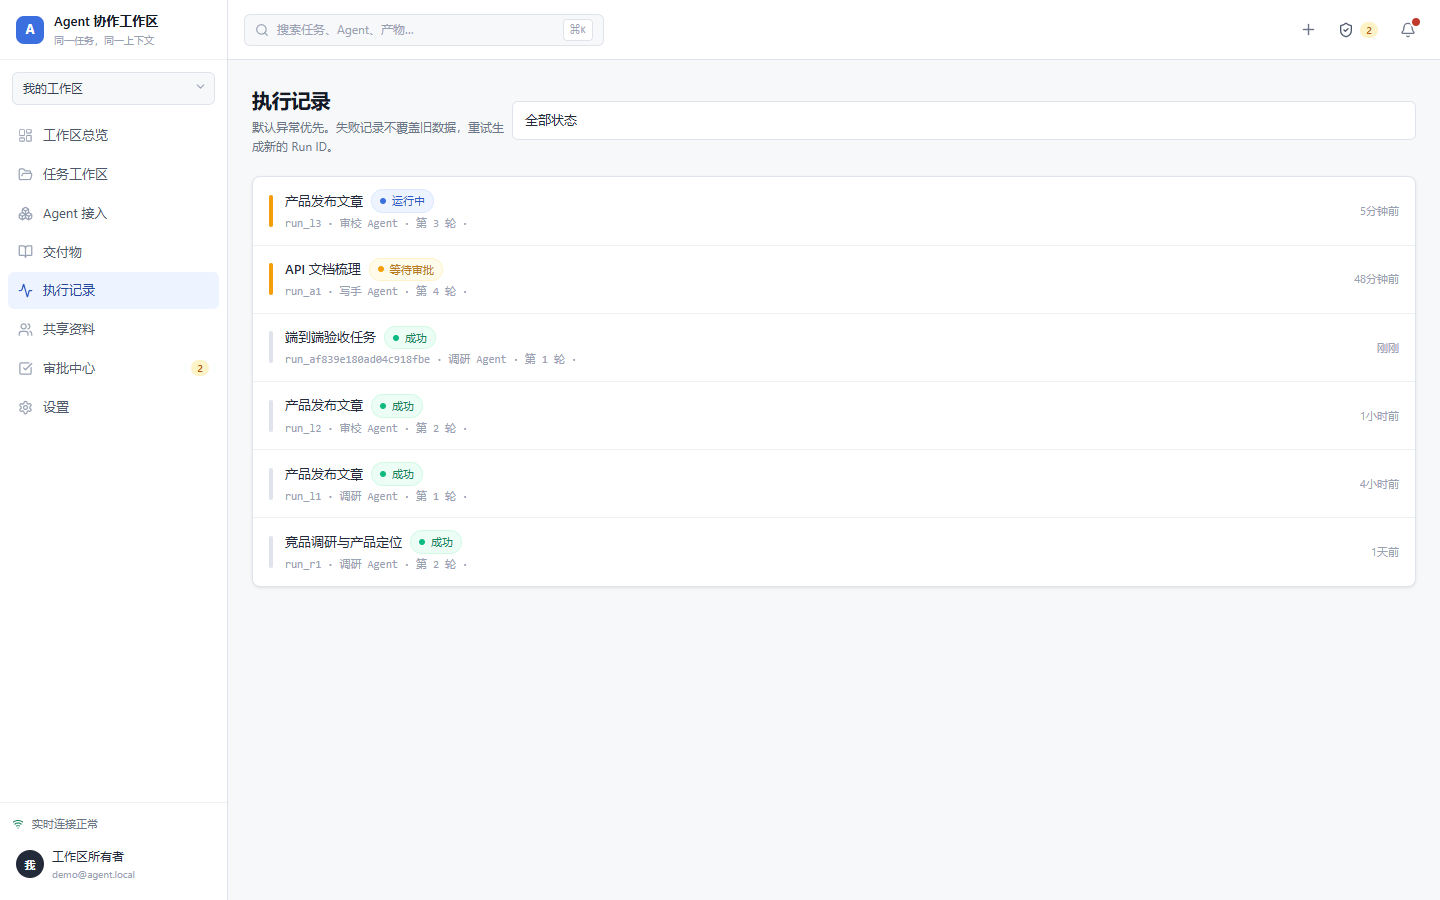 A
Agent 协作工作区
同一任务，同一上下文
搜索任务、Agent、产物...
⌘K
2
我的工作区
工作区总览
任务工作区
Agent 接入
交付物
执行记录
共享资料
审批中心
2
设置
执行记录
默认异常优先。失败记录不覆盖旧数据，重试生
成新的 Run ID。
全部状态
产品发布文章 运行中
run_l3 · 审校 Agent · 第 3 轮 ·
5分钟前
API 文档梳理 等待审批
run_a1 · 写手 Agent · 第 4 轮 ·
48分钟前
端到端验收任务 成功
run_af839e180ad04c918fbe · 调研 Agent · 第 1 轮 ·
刚刚
产品发布文章 成功
run_l2 · 审校 Agent · 第 2 轮 ·
1小时前
产品发布文章 成功
run_l1 · 调研 Agent · 第 1 轮 ·
4小时前
竞品调研与产品定位 成功
run_r1 · 调研 Agent · 第 2 轮 ·
1天前
实时连接正常
我
工作区所有者
demo@agent.local